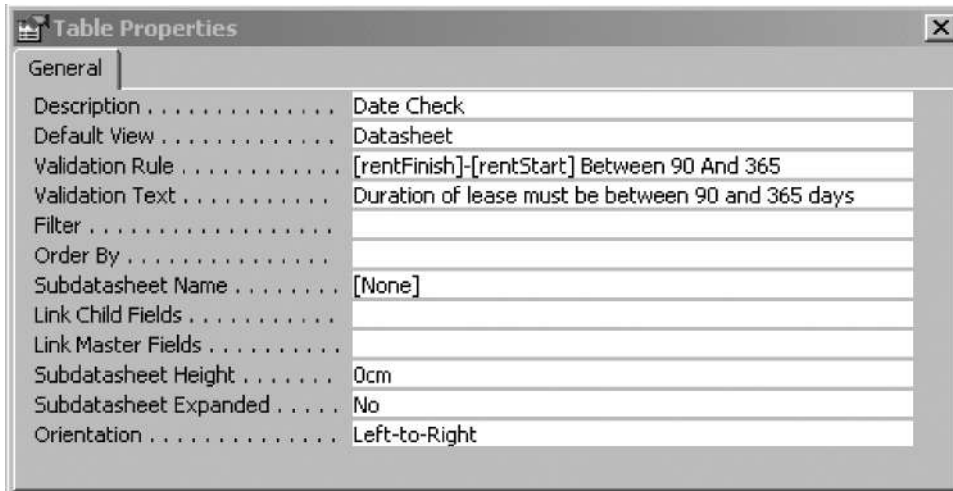 Table Properties
General
Description . . . . . . . . . . . . . . . Date Check
Default View . . . . . . . . . . . . . Datasheet
Validation Rule . . . . . . . . . . . . [rentFinish]-[rentStart] Between 90 And 365
Validation Text . . . . . . . . . . . Duration of lease must be between 90 and 365 days
Filter . . . . . . . . . . . . . . . . . .
Order By . . . . . . . . . . . . . . .
Subdatasheet Name . . . . . . . . [None]
Link Child Fields . . . . . . . . . . .
Link Master Fields . . . . . . . . . .
Subdatasheet Height . . . . . . . 0cm
Subdatasheet Expanded . . . . . No
Orientation . . . . . . . . . . . . . . Left-to-Right